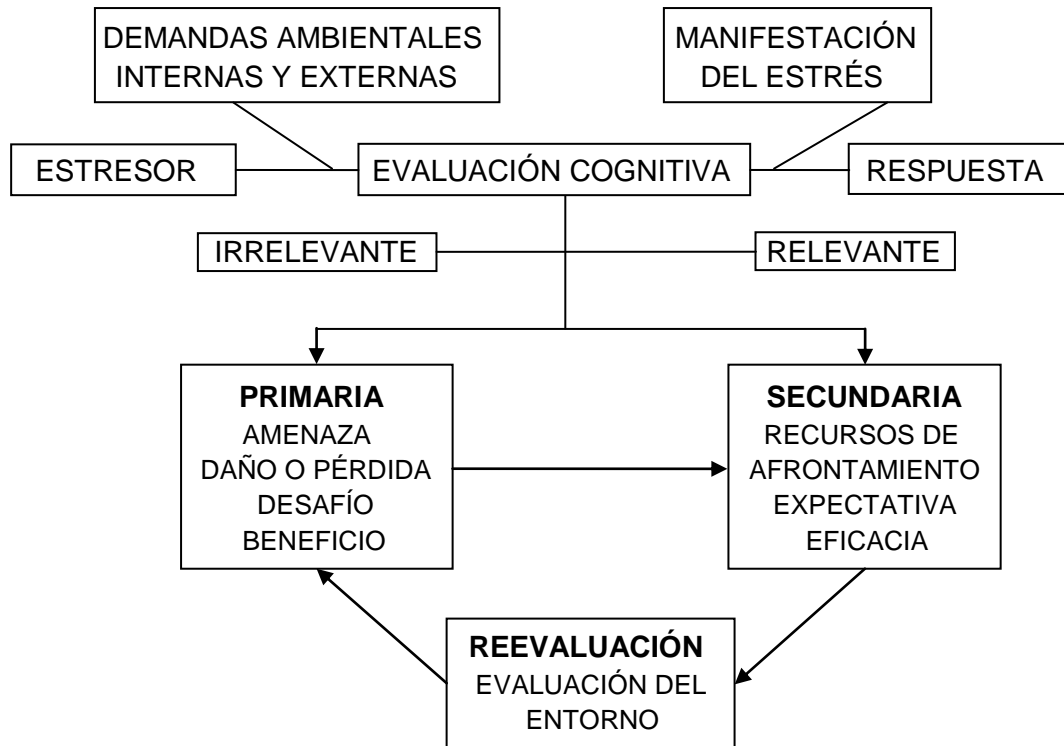 DEMANDAS AMBIENTALES
INTERNAS Y EXTERNAS
MANIFESTACIÓN
DEL ESTRÉS
ESTRESOR
EVALUACIÓN COGNITIVA
RESPUESTA
IRRELEVANTE
RELEVANTE
PRIMARIA
AMENAZA
DAÑO O PÉRDIDA
DESAFÍO
BENEFICIO
SECUNDARIA
RECURSOS DE
AFRONTAMIENTO
EXPECTATIVA
EFICACIA
REEVALUACIÓN
EVALUACIÓN DEL
ENTORNO